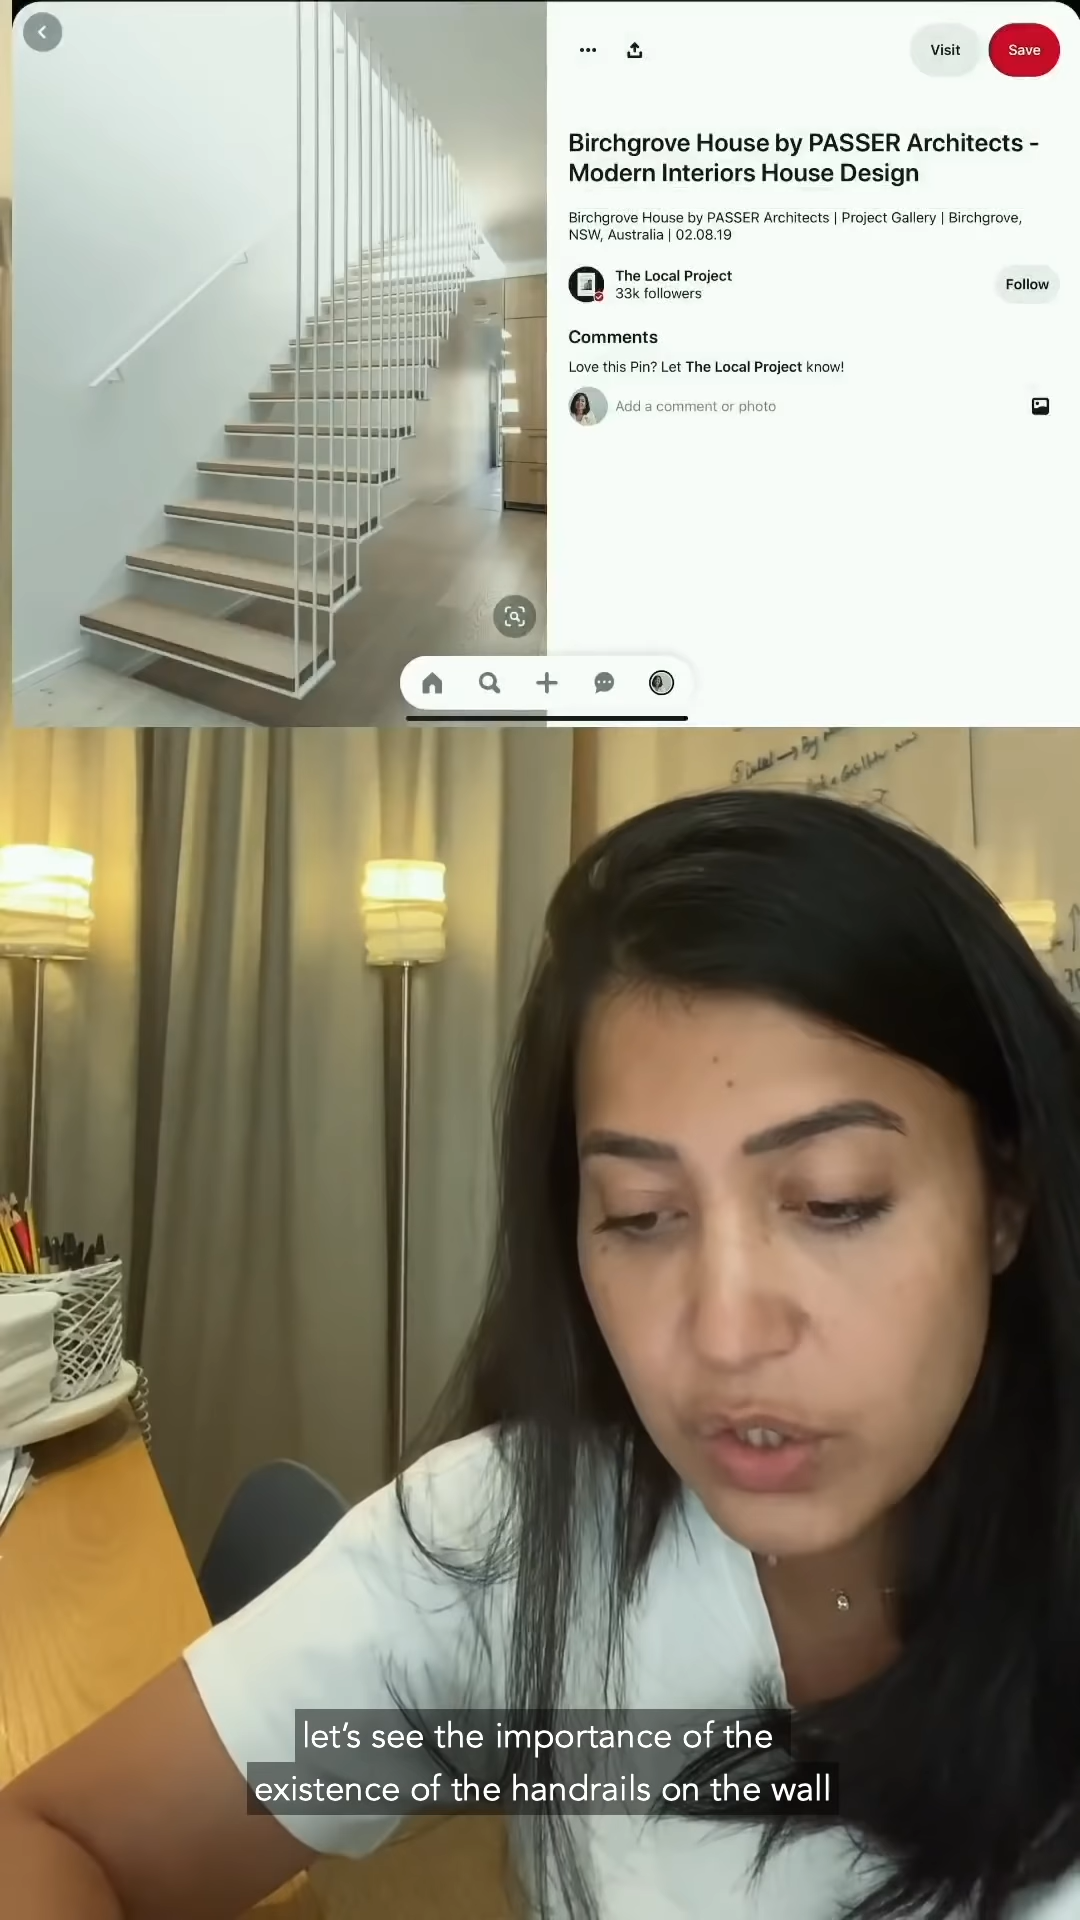 Visit
Save
Birchgrove House by PASSER Architects -
Modern Interiors House Design
Birchgrove House by PASSER Architects | Project Gallery | Birchgrove,
NSW, Australia | 02.08.19
The Local Project
33k followers
Follow
Comments
Love this Pin? Let The Local Project know!
Add a comment or photo
let's see the importance of the
existence of the handrails on the wall